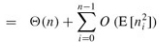 = Θ(n) + ∑_{i=0}^{n-1} O (E[n_i^2])